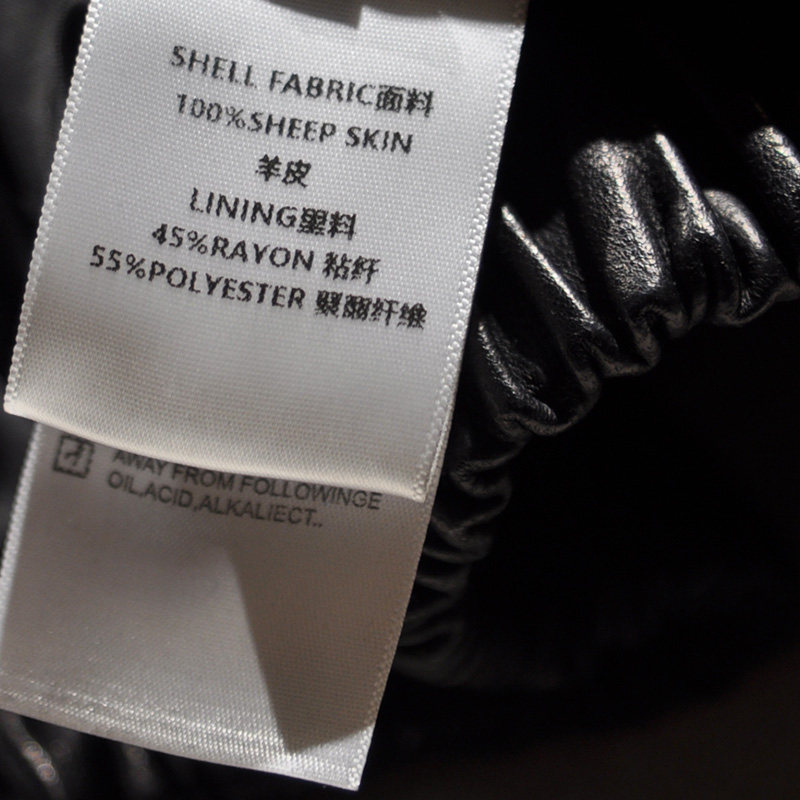 SHELL FABRIC面料
100%SHEEP SKIN
羊皮
LINING里料
45%RAYON 粘纤
55%POLYESTER 聚酯纤维
AWAY FROM FOLLOWINGE
OIL,ACID,ALKALIECT..